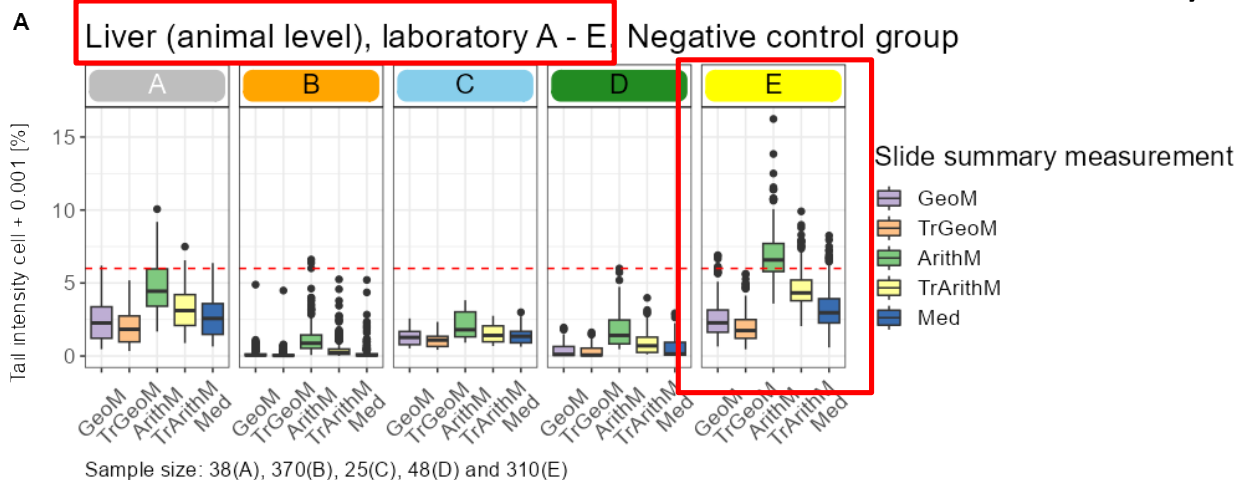 A
Liver (animal level), laboratory A - E, Negative control group
A B C D E
Tail intensity cell + 0.001 [%]
15
10
5
0
GeoM TrGeoM ArithM TrArithM Med GeoM TrGeoM ArithM TrArithM Med GeoM TrGeoM ArithM TrArithM Med GeoM TrGeoM ArithM TrArithM Med GeoM TrGeoM ArithM TrArithM Med
Slide summary measurement
GeoM
TrGeoM
ArithM
TrArithM
Med
Sample size: 38(A), 370(B), 25(C), 48(D) and 310(E)